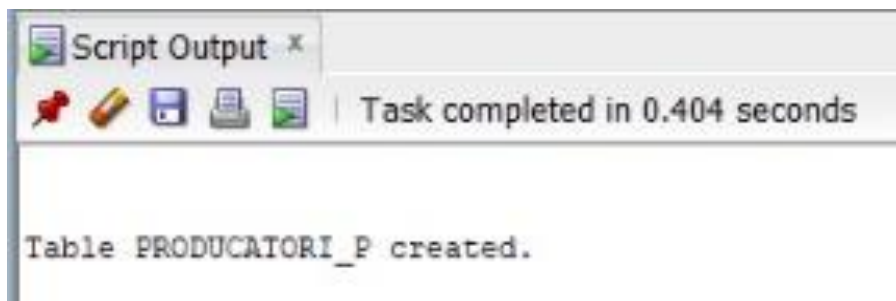 Script Output x
Task completed in 0.404 seconds
Table PRODUCATORI_P created.